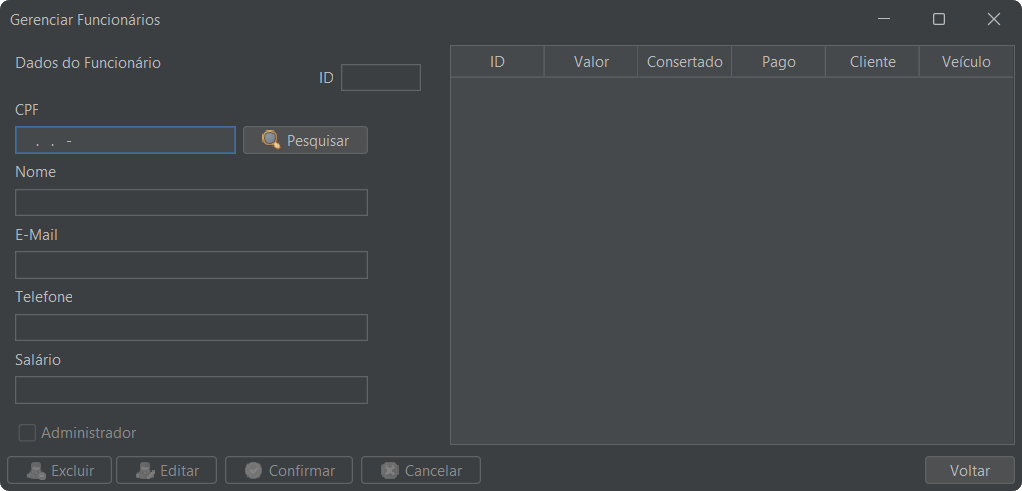 Gerenciar Funcionários
Dados do Funcionário
ID
CPF
. . -
Pesquisar
Nome
E-Mail
Telefone
Salário
Administrador
Excluir Editar Confirmar Cancelar
ID Valor Consertado Pago Cliente Veículo
Voltar